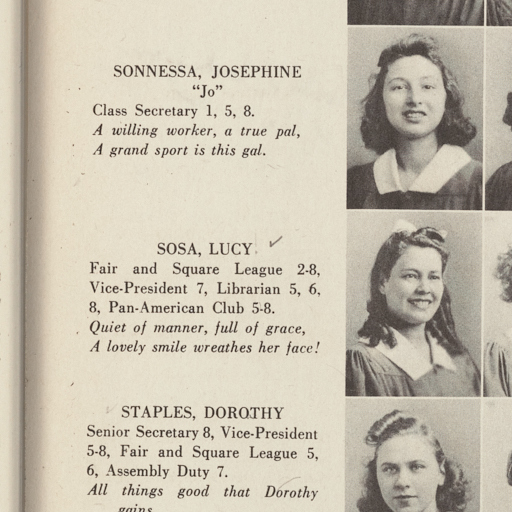 SONNESSA, JOSEPHINE
“Jo”
Class Secretary 1, 5, 8.
A willing worker, a true pal,
A grand sport is this gal.
SOSA, LUCY
Fair and Square League 2-8,
Vice-President 7, Librarian 5, 6,
8, Pan-American Club 5-8.
Quiet of manner, full of grace,
A lovely smile wreathes her face!
STAPLES, DOROTHY
Senior Secretary 8, Vice-President
5-8, Fair and Square League 5,
6, Assembly Duty 7.
All things good that Dorothy
gains